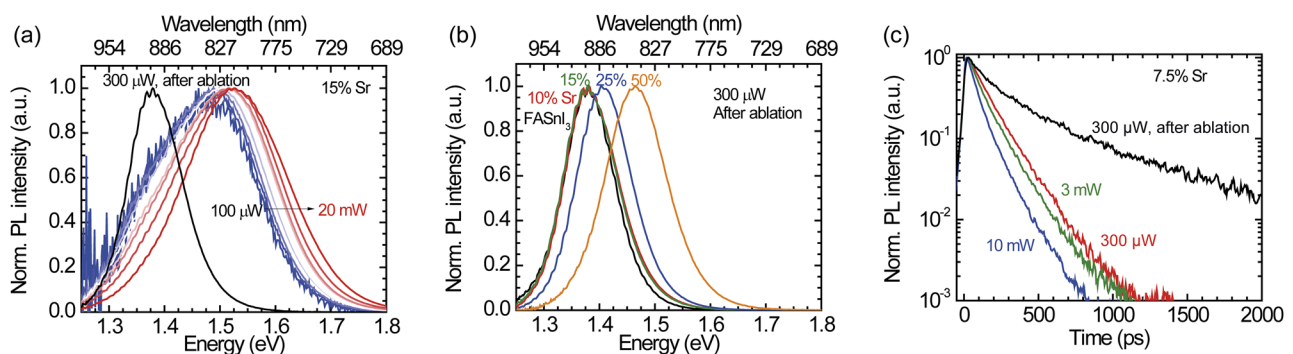 (a)
Wavelength (nm)
954 886 827 775 729 689
300 µW, after ablation
15% Sr
100 µW
20 mW
Norm. PL intensity (a.u.)
1.0
0.8
0.6
0.4
0.2
0.0
1.3 1.4 1.5 1.6 1.7 1.8
Energy (eV)
(b)
Wavelength (nm)
954 886 827 775 729 689
15% 25% 50%
10% Sr
FASnI3
300 µW
After ablation
Norm. PL intensity (a.u.)
1.0
0.8
0.6
0.4
0.2
0.0
1.3 1.4 1.5 1.6 1.7 1.8
Energy (eV)
(c)
7.5% Sr
300 µW, after ablation
3 mW
10 mW
300 µW
Norm. PL intensity (a.u.)
10^0
10^-1
10^-2
10^-3
0 500 1000 1500 2000
Time (ps)